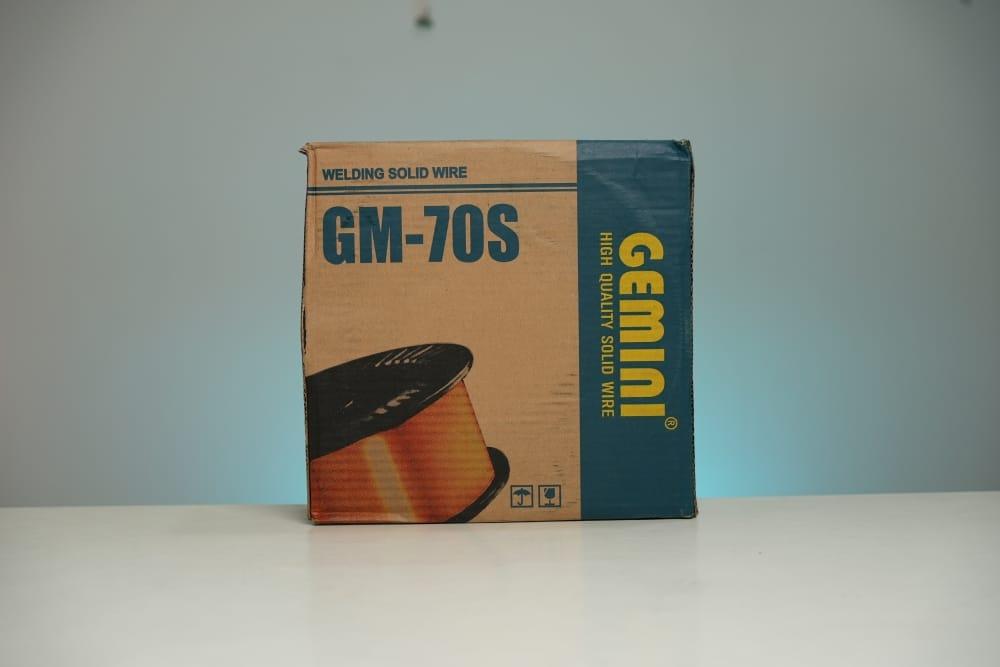 WELDING SOLID WIRE
GM-70S
GEMINI®
HIGH QUALITY SOLID WIRE